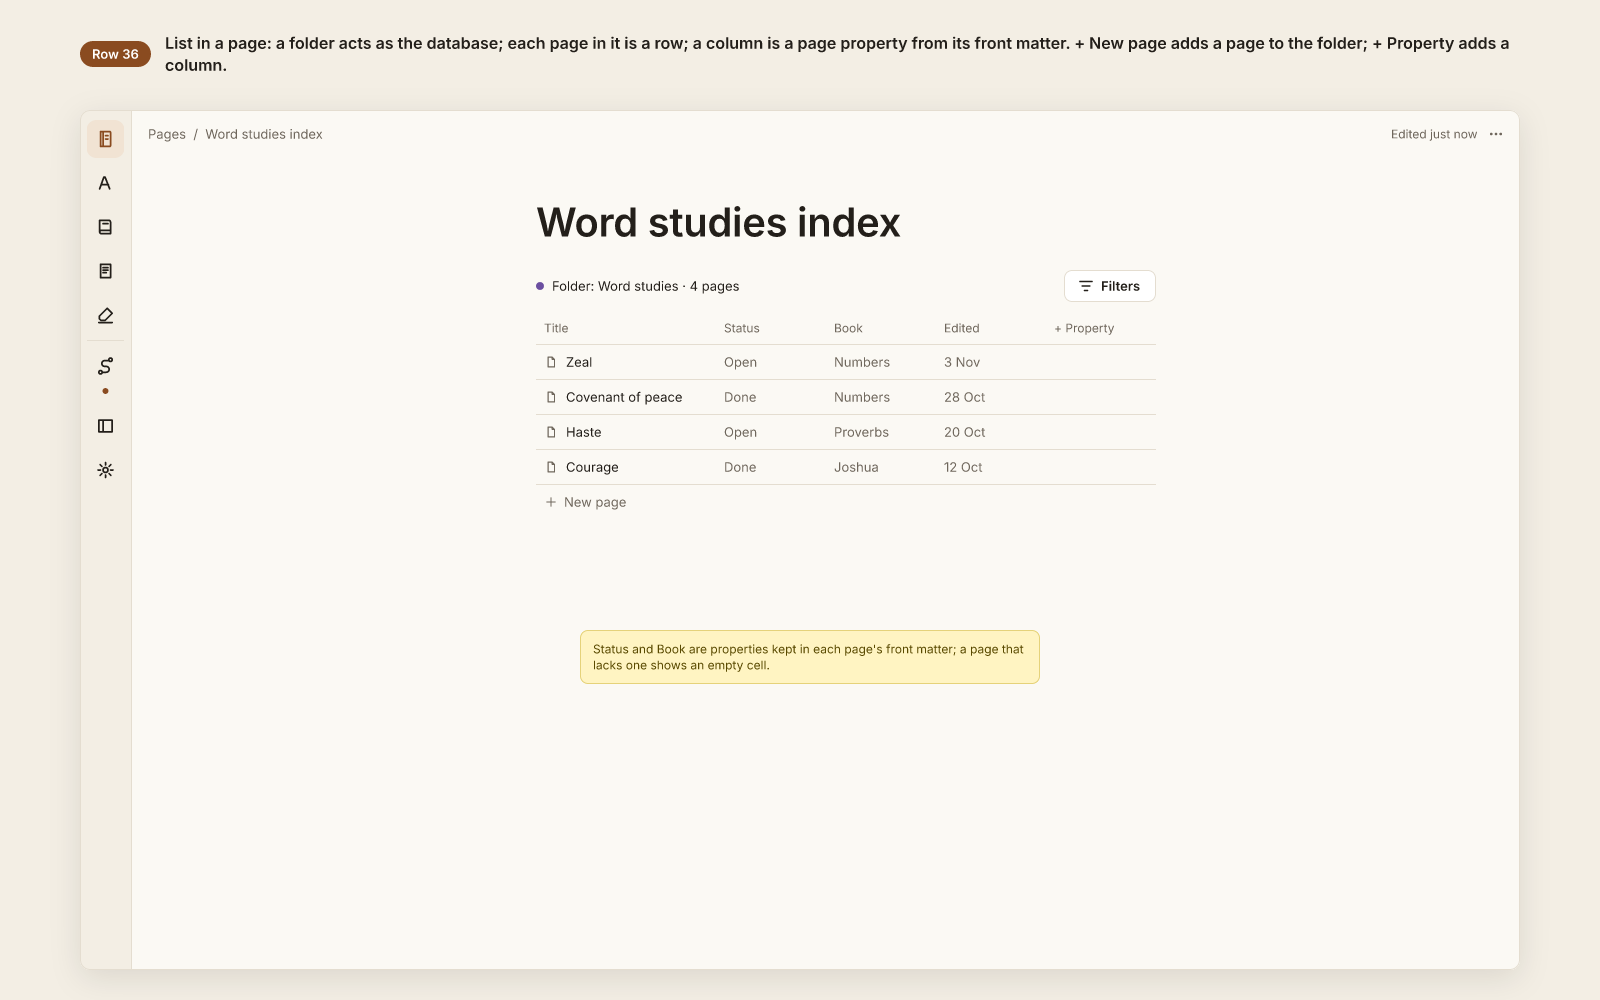 Row 36
List in a page: a folder acts as the database; each page in it is a row; a column is a page property from its front matter. + New page adds a page to the folder; + Property adds a
column.
Pages / Word studies index
Edited just now
Word studies index
Folder: Word studies · 4 pages
Filters
Title Status Book Edited + Property
Zeal Open Numbers 3 Nov
Covenant of peace Done Numbers 28 Oct
Haste Open Proverbs 20 Oct
Courage Done Joshua 12 Oct
+ New page
Status and Book are properties kept in each page's front matter; a page that
lacks one shows an empty cell.